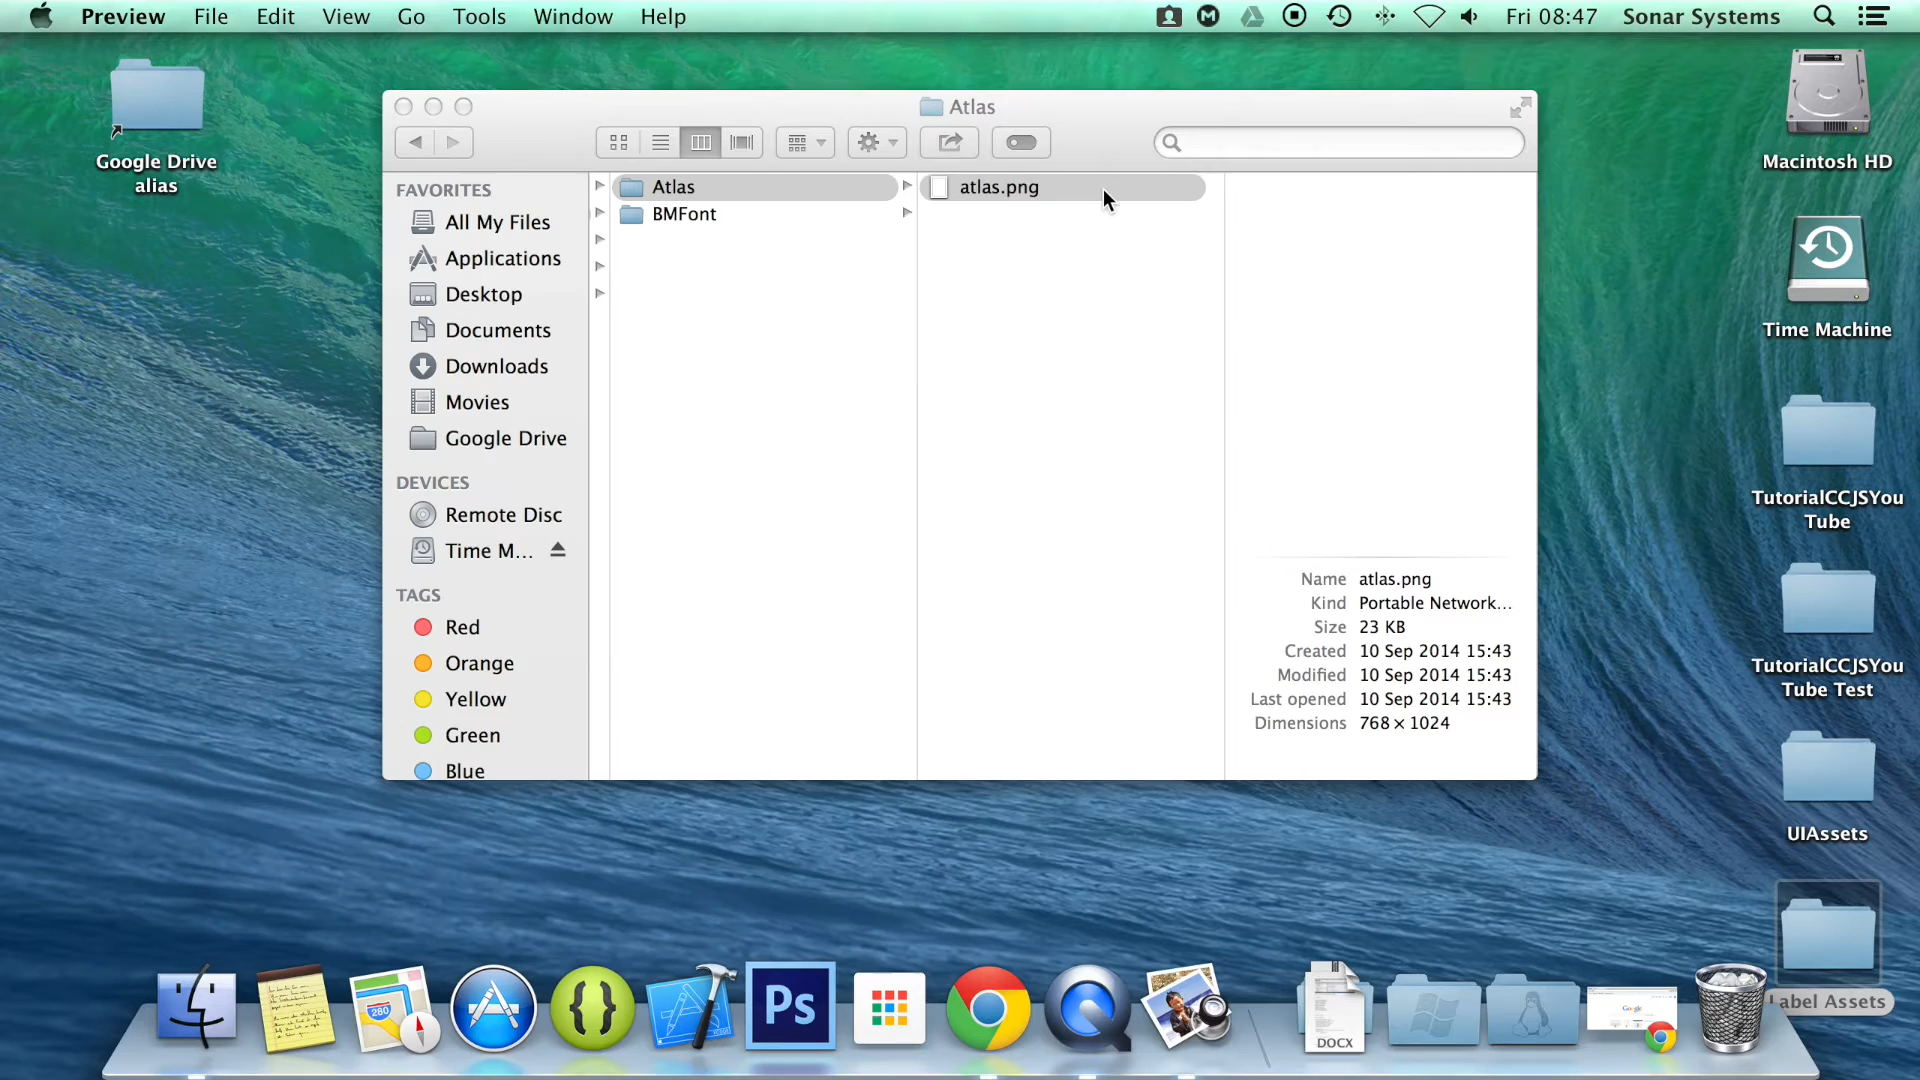 Preview File Edit View Go Tools Window Help
Fri 08:47 Sonar Systems
Google Drive
alias
Macintosh HD
Time Machine
TutorialCCJSYou
Tube
TutorialCCJSYou
Tube Test
UIAssets
Label Assets
Atlas
FAVORITES
All My Files
Applications
Desktop
Documents
Downloads
Movies
Google Drive
DEVICES
Remote Disc
Time M...
TAGS
Red
Orange
Yellow
Green
Blue
Atlas
BMFont
atlas.png
Name atlas.png
Kind Portable Network...
Size 23 KB
Created 10 Sep 2014 15:43
Modified 10 Sep 2014 15:43
Last opened 10 Sep 2014 15:43
Dimensions 768 × 1024
280
Ps
DOCX
Google